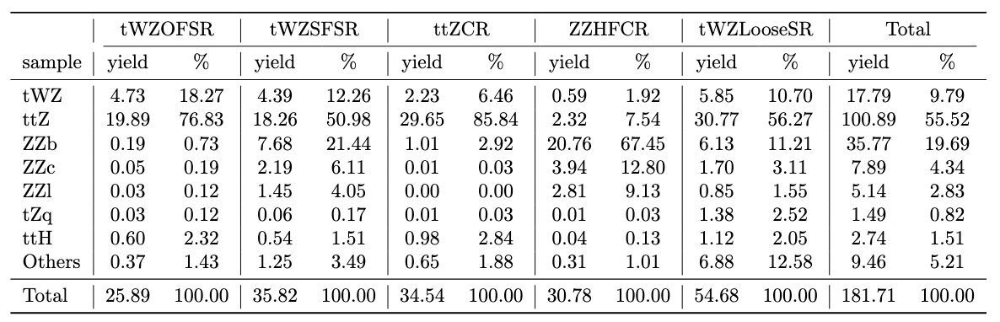 tWZOFSR tWZSFSR ttZCR ZZHFCR tWZLooseSR Total
sample yield % yield % yield % yield % yield % yield %
tWZ 4.73 18.27 4.39 12.26 2.23 6.46 0.59 1.92 5.85 10.70 17.79 9.79
ttZ 19.89 76.83 18.26 50.98 29.65 85.84 2.32 7.54 30.77 56.27 100.89 55.52
ZZb 0.19 0.73 7.68 21.44 1.01 2.92 20.76 67.45 6.13 11.21 35.77 19.69
ZZc 0.05 0.19 2.19 6.11 0.01 0.03 3.94 12.80 1.70 3.11 7.89 4.34
ZZl 0.03 0.12 1.45 4.05 0.00 0.00 2.81 9.13 0.85 1.55 5.14 2.83
tZq 0.03 0.12 0.06 0.17 0.01 0.03 0.01 0.03 1.38 2.52 1.49 0.82
ttH 0.60 2.32 0.54 1.51 0.98 2.84 0.04 0.13 1.12 2.05 2.74 1.51
Others 0.37 1.43 1.25 3.49 0.65 1.88 0.31 1.01 6.88 12.58 9.46 5.21
Total 25.89 100.00 35.82 100.00 34.54 100.00 30.78 100.00 54.68 100.00 181.71 100.00